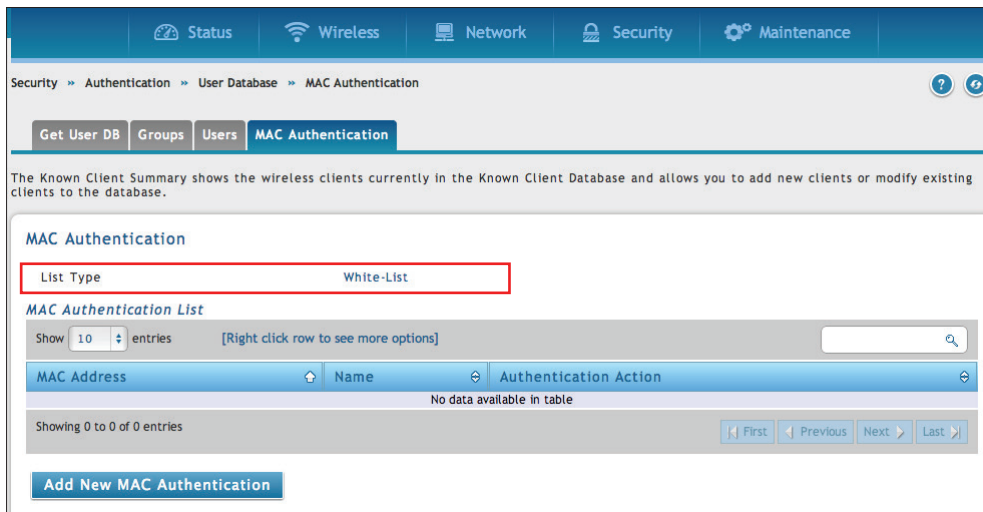 Status Wireless Network Security Maintenance
Security » Authentication » User Database » MAC Authentication
?
Get User DB Groups Users MAC Authentication
The Known Client Summary shows the wireless clients currently in the Known Client Database and allows you to add new clients or modify existing
clients to the database.
MAC Authentication
List Type White-List
MAC Authentication List
Show 10 entries [Right click row to see more options]
MAC Address Name Authentication Action
No data available in table
Showing 0 to 0 of 0 entries
First Previous Next Last
Add New MAC Authentication